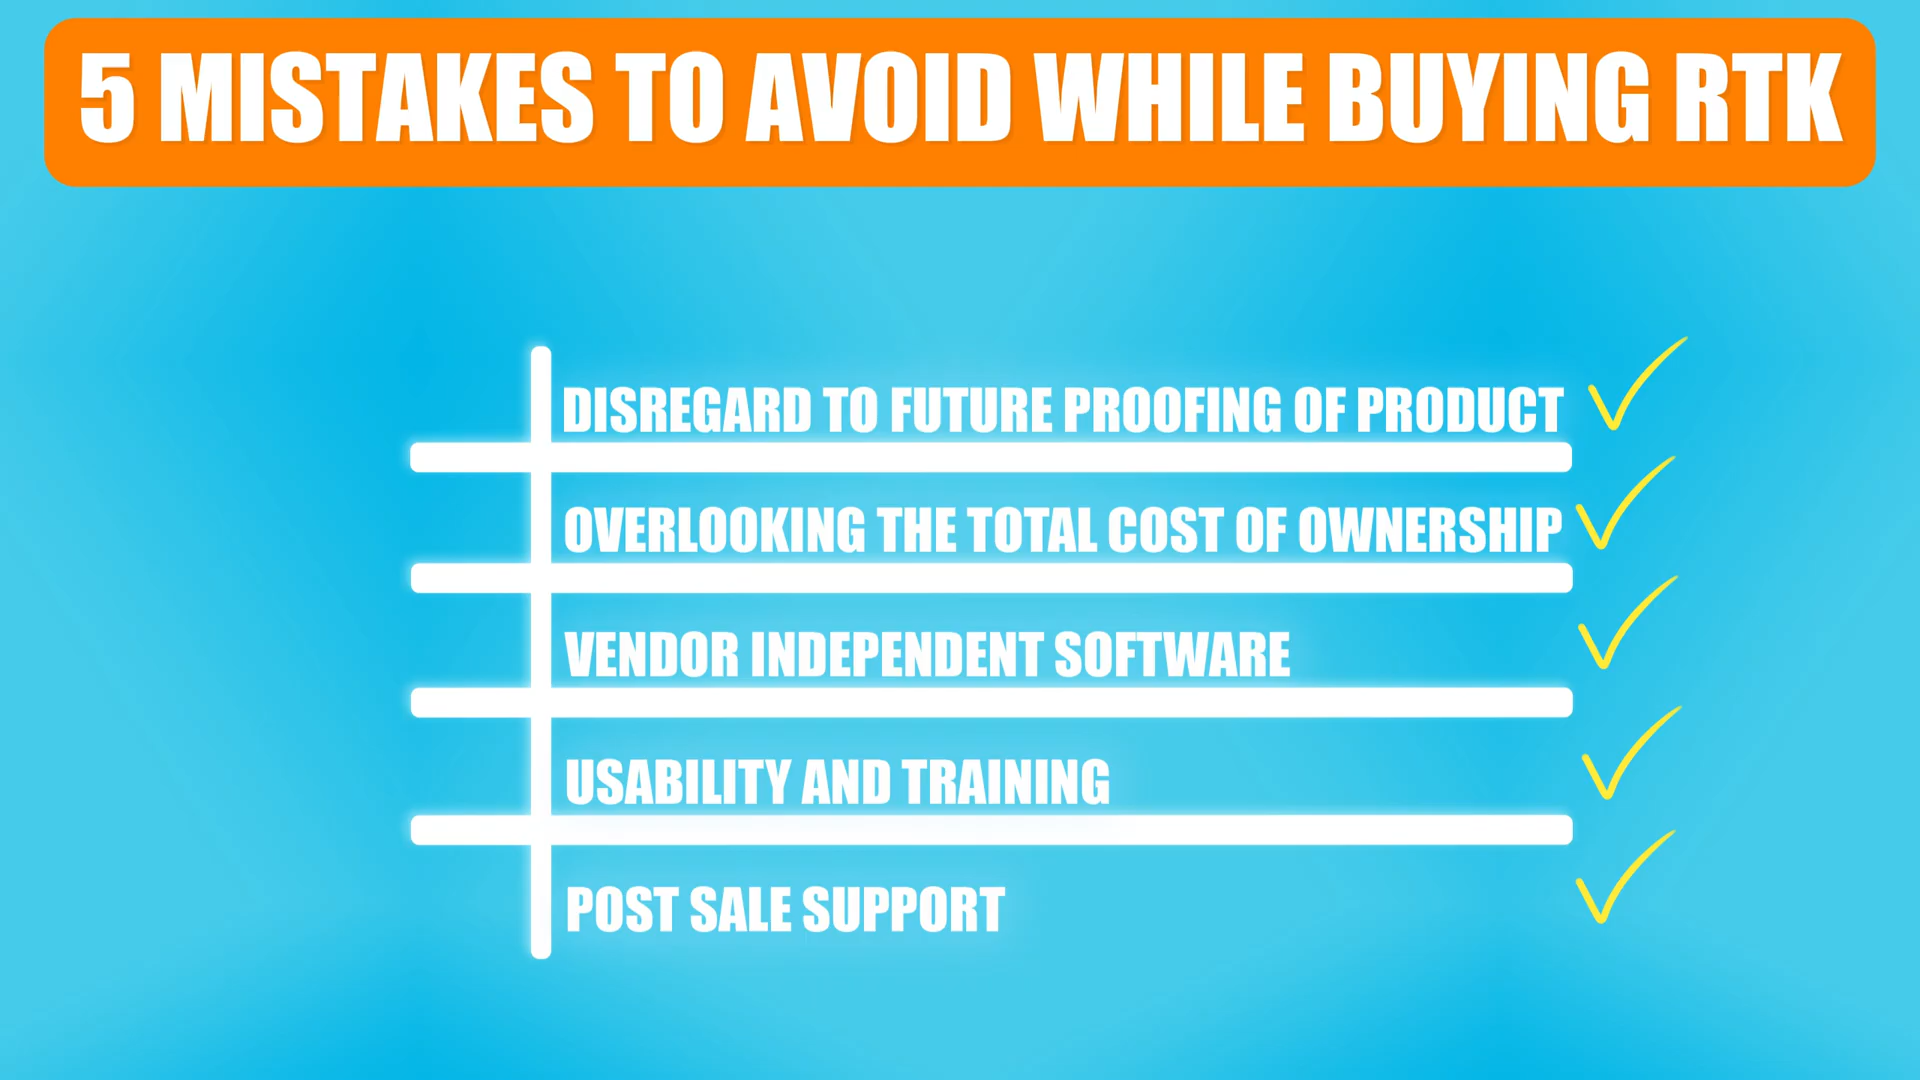 5 MISTAKES TO AVOID WHILE BUYING RTK
DISREGARD TO FUTURE PROOFING OF PRODUCT
OVERLOOKING THE TOTAL COST OF OWNERSHIP
VENDOR INDEPENDENT SOFTWARE
USABILITY AND TRAINING
POST SALE SUPPORT